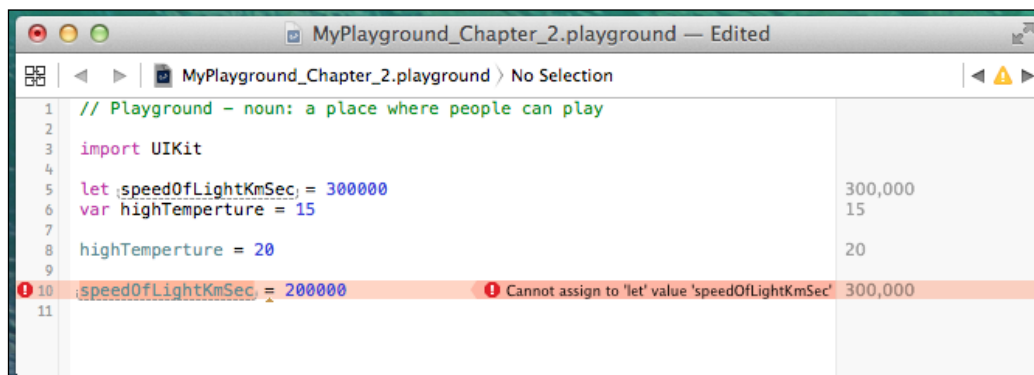 MyPlayground_Chapter_2.playground — Edited
MyPlayground_Chapter_2.playground 〉 No Selection
1 // Playground – noun: a place where people can play
2
3 import UIKit
4
5 let speedOfLightKmSec = 300000 300,000
6 var highTemperture = 15 15
7
8 highTemperture = 20 20
9
10 speedOfLightKmSec = 200000 Cannot assign to 'let' value 'speedOfLightKmSec' 300,000
11